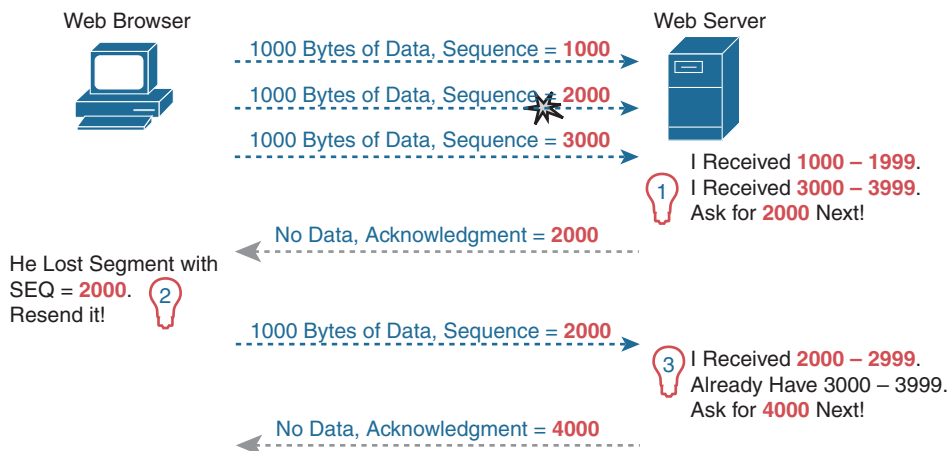 Web Browser
Web Server
1000 Bytes of Data, Sequence = 1000
1000 Bytes of Data, Sequence = 2000
1000 Bytes of Data, Sequence = 3000
1
I Received 1000 – 1999.
I Received 3000 – 3999.
Ask for 2000 Next!
No Data, Acknowledgment = 2000
He Lost Segment with
SEQ = 2000.
Resend it!
2
1000 Bytes of Data, Sequence = 2000
3
I Received 2000 – 2999.
Already Have 3000 – 3999.
Ask for 4000 Next!
No Data, Acknowledgment = 4000